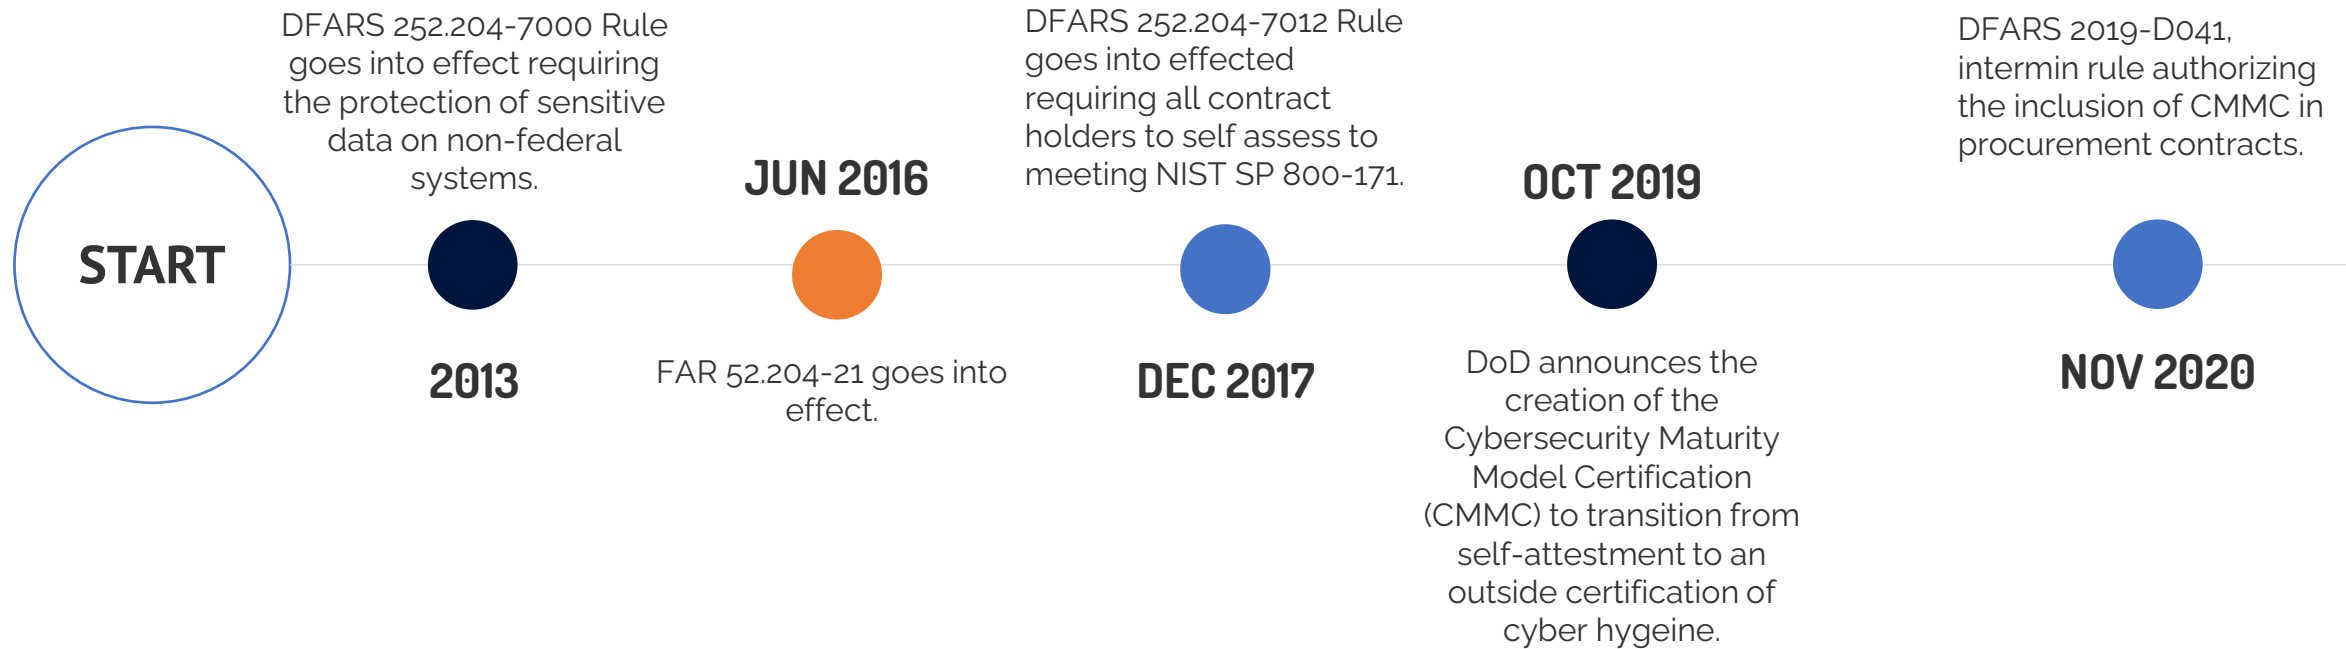 START
DFARS 252.204-7000 Rule
goes into effect requiring
the protection of sensitive
data on non-federal
systems.
2013
JUN 2016
FAR 52.204-21 goes into
effect.
DFARS 252.204-7012 Rule
goes into effected
requiring all contract
holders to self assess to
meeting NIST SP 800-171.
DEC 2017
OCT 2019
DoD announces the
creation of the
Cybersecurity Maturity
Model Certification
(CMMC) to transition from
self-attestment to an
outside certification of
cyber hygeine.
DFARS 2019-D041,
intermin rule authorizing
the inclusion of CMMC in
procurement contracts.
NOV 2020